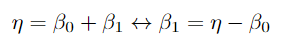 η = β₀ + β₁ ↔ β₁ = η − β₀